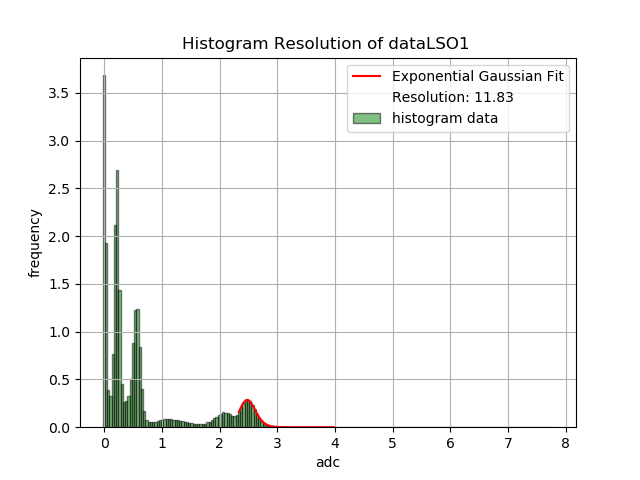 Histogram Resolution of dataLSO1
Exponential Gaussian Fit
Resolution: 11.83
histogram data
frequency
3.5
3.0
2.5
2.0
1.5
1.0
0.5
0.0
0 1 2 3 4 5 6 7 8
adc